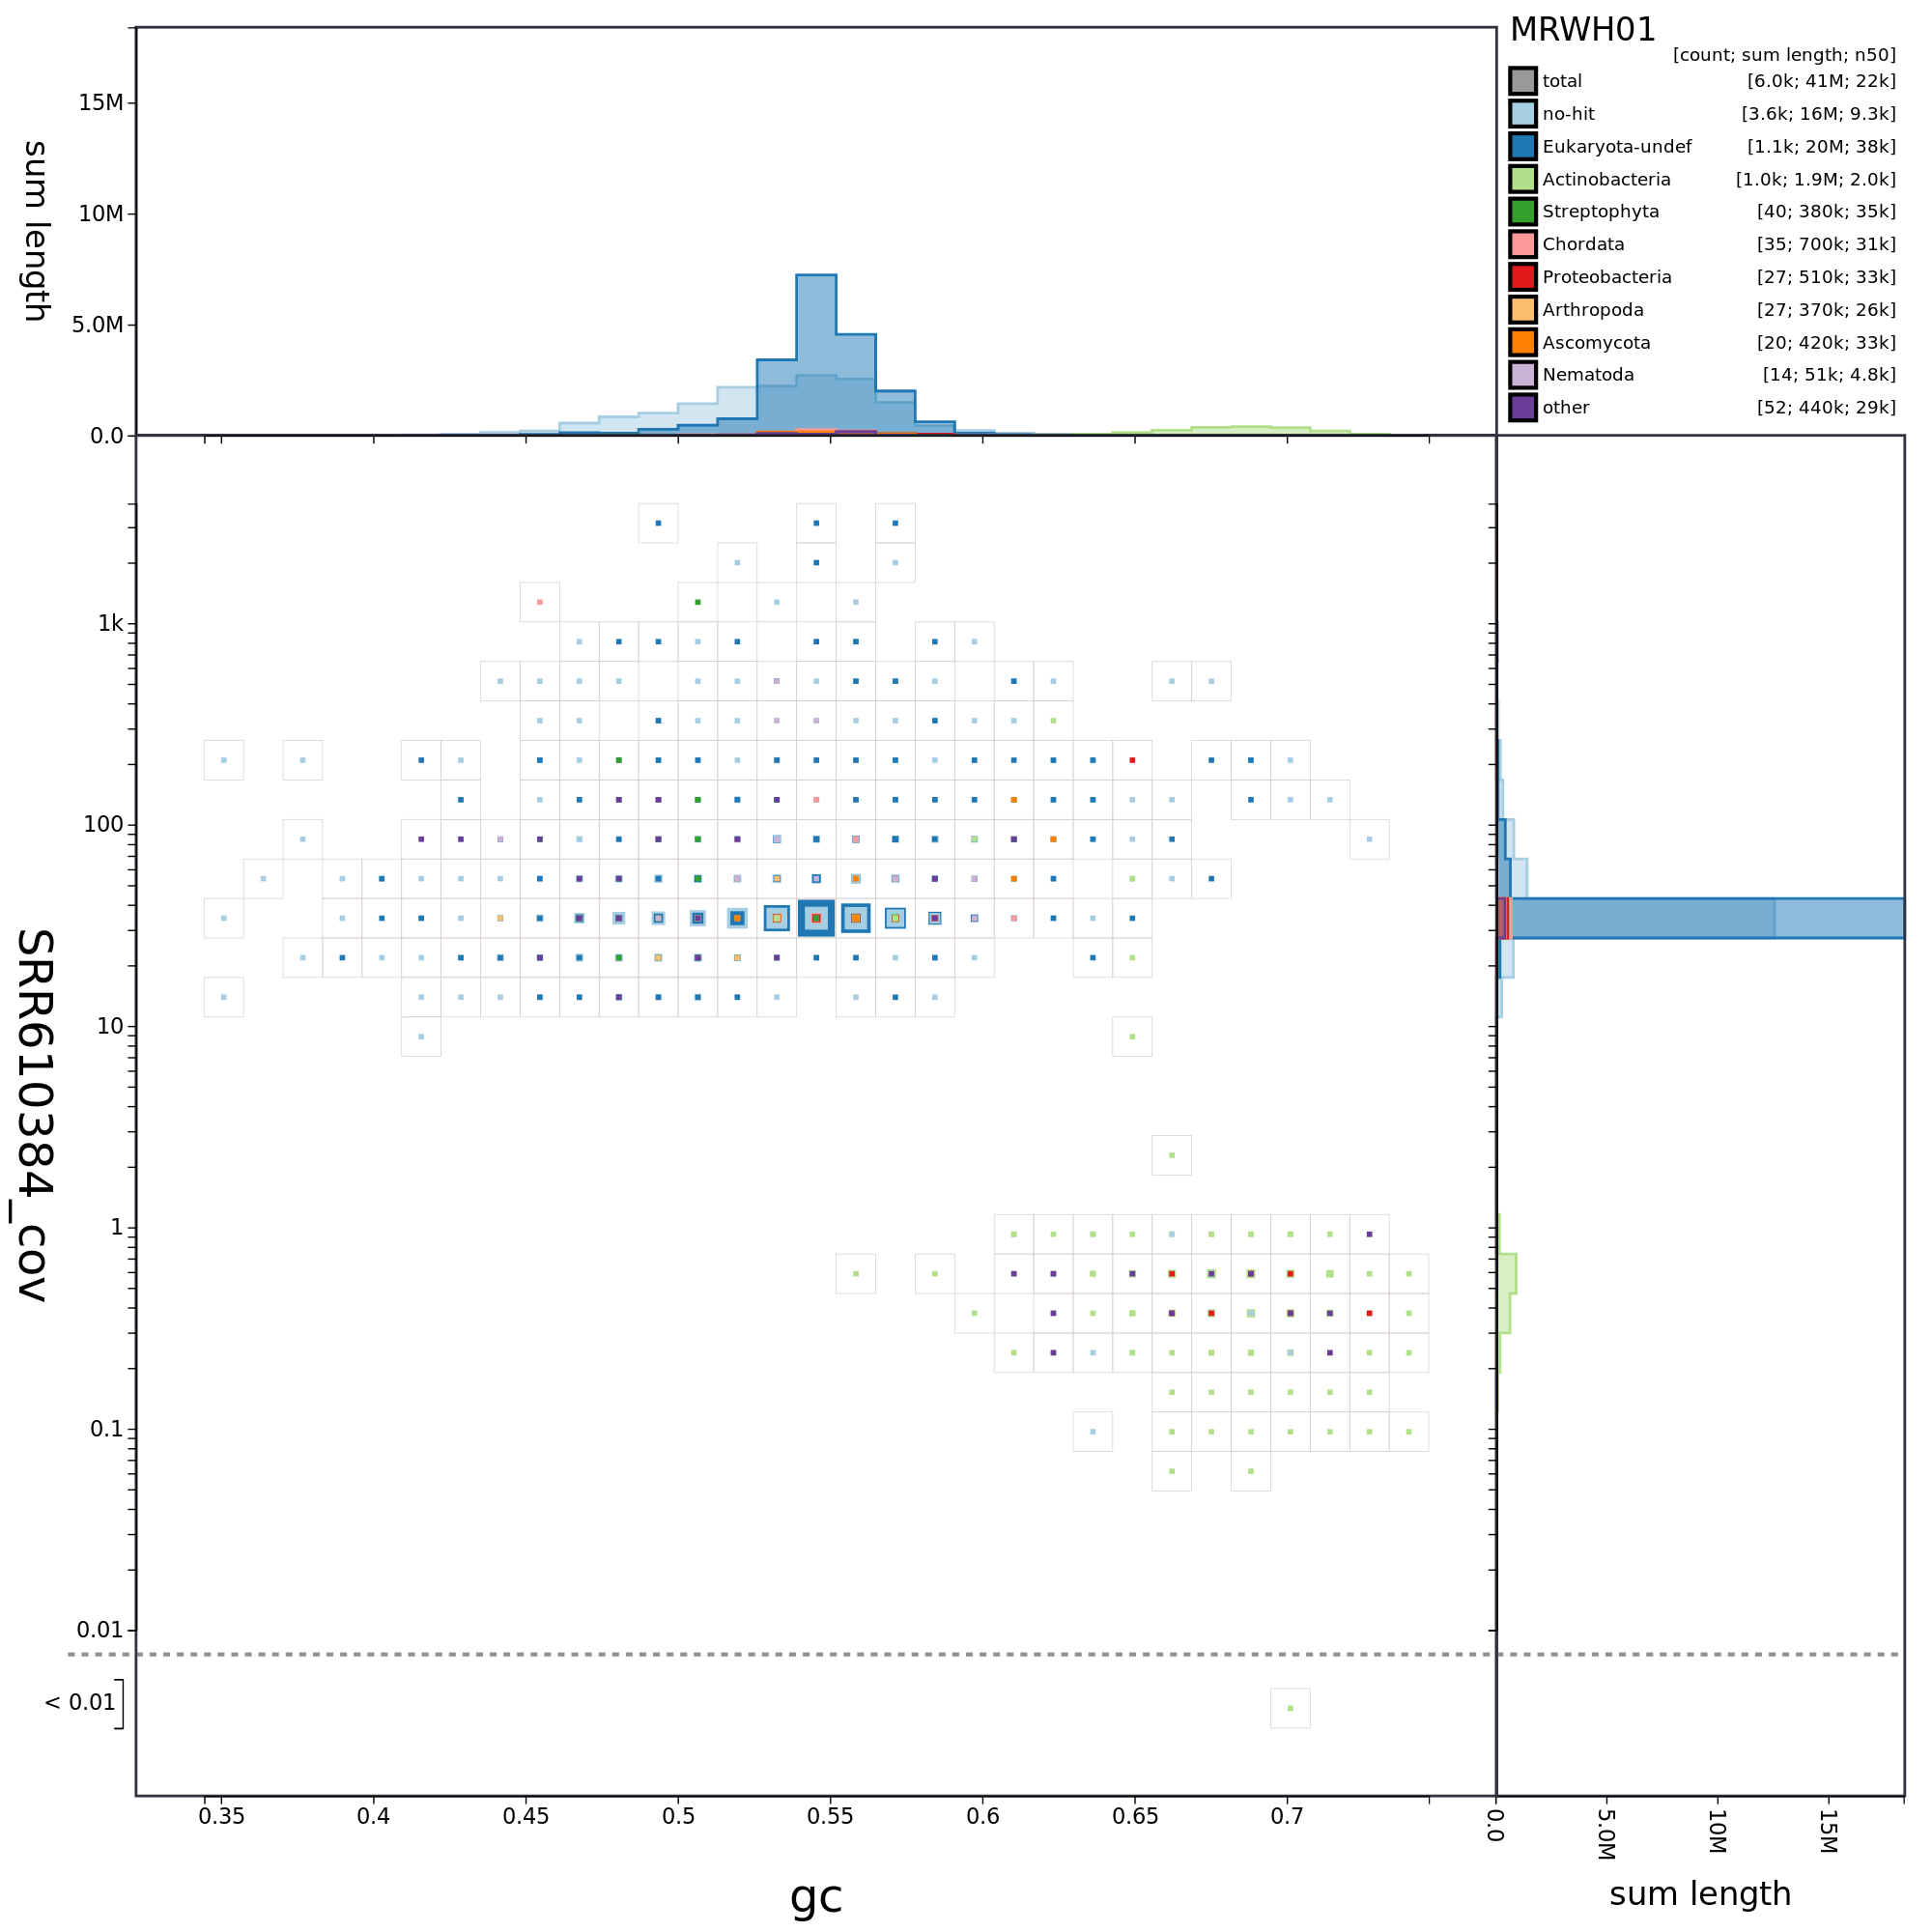 MRWH01
[count; sum length; n50]
total [6.0k; 41M; 22k]
no-hit [3.6k; 16M; 9.3k]
Eukaryota-undef [1.1k; 20M; 38k]
Actinobacteria [1.0k; 1.9M; 2.0k]
Streptophyta [40; 380k; 35k]
Chordata [35; 700k; 31k]
Proteobacteria [27; 510k; 33k]
Arthropoda [27; 370k; 26k]
Ascomycota [20; 420k; 33k]
Nematoda [14; 51k; 4.8k]
other [52; 440k; 29k]
sum length
15M
10M
5.0M
0.0
SRR610384_cov
1k
100
10
1
0.1
0.01
< 0.01
0.35 0.4 0.45 0.5 0.55 0.6 0.65 0.7
gc
0.0 5.0M 10M 15M
sum length